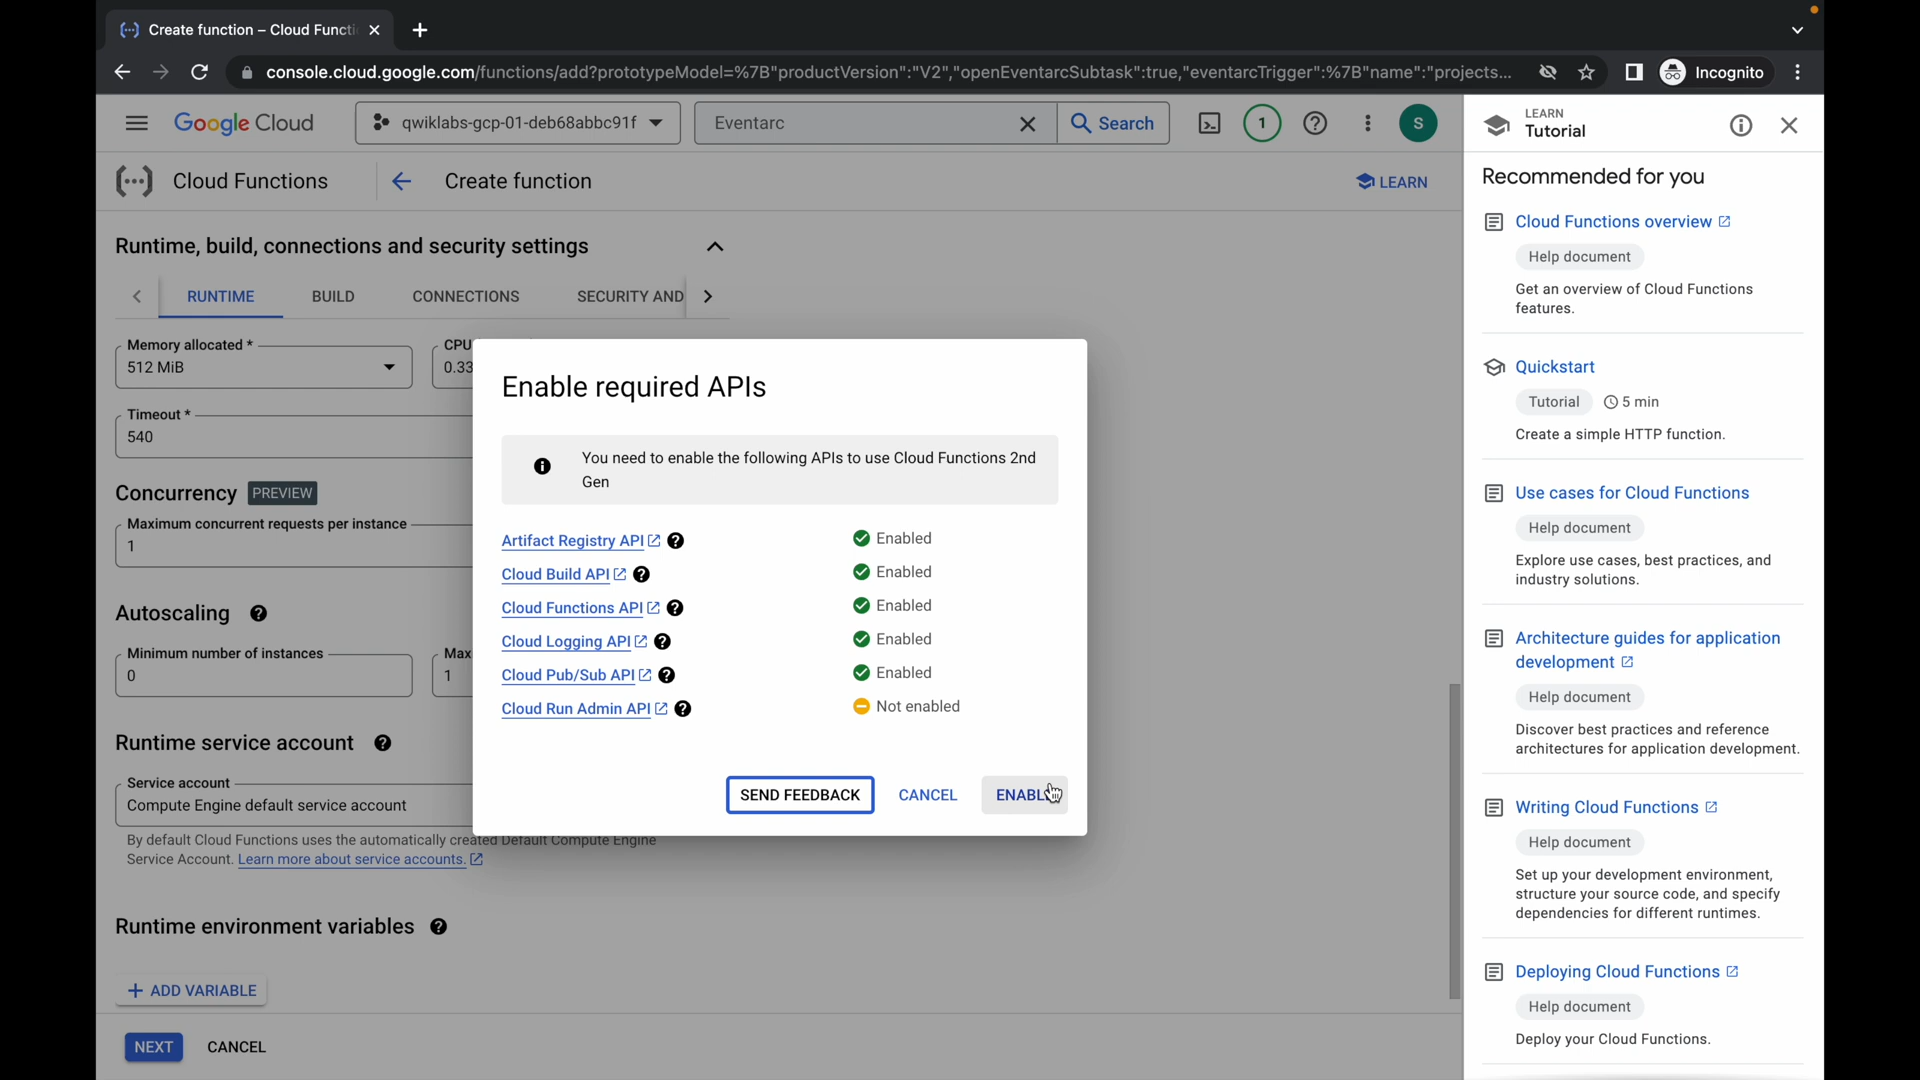 Create function – Cloud Functi
console.cloud.google.com/functions/add?prototypeModel=%7B"productVersion":"V2","openEventarcSubtask":true,"eventarcTrigger":%7B"name":"projects...
Incognito
Google Cloud
qwiklabs-gcp-01-deb68abbc91f
Eventarc
Search
1
S
Cloud Functions
Create function
LEARN
Runtime, build, connections and security settings
RUNTIME
BUILD
CONNECTIONS
SECURITY AND
Memory allocated *
512 MiB
CPU
0.33
Timeout *
540
Concurrency PREVIEW
Maximum concurrent requests per instance
1
Autoscaling
Minimum number of instances
0
Max
1
Runtime service account
Service account
Compute Engine default service account
By default Cloud Functions uses the automatically created Default Compute Engine
Service Account. Learn more about service accounts.
Runtime environment variables
ADD VARIABLE
NEXT
CANCEL
Enable required APIs
You need to enable the following APIs to use Cloud Functions 2nd
Gen
Artifact Registry API Enabled
Cloud Build API Enabled
Cloud Functions API Enabled
Cloud Logging API Enabled
Cloud Pub/Sub API Enabled
Cloud Run Admin API Not enabled
SEND FEEDBACK
CANCEL
ENABLE
LEARN
Tutorial
Recommended for you
Cloud Functions overview
Help document
Get an overview of Cloud Functions
features.
Quickstart
Tutorial 5 min
Create a simple HTTP function.
Use cases for Cloud Functions
Help document
Explore use cases, best practices, and
industry solutions.
Architecture guides for application
development
Help document
Discover best practices and reference
architectures for application development.
Writing Cloud Functions
Help document
Set up your development environment,
structure your source code, and specify
dependencies for different runtimes.
Deploying Cloud Functions
Help document
Deploy your Cloud Functions.